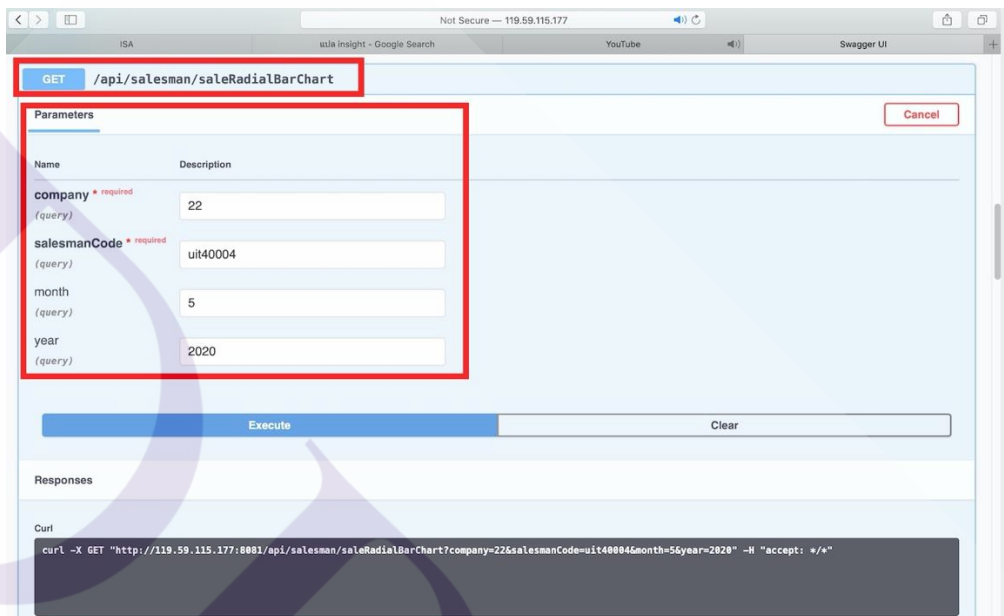 Not Secure — 119.59.115.177
ISA
แปล insight - Google Search
YouTube
Swagger UI
GET /api/salesman/saleRadialBarChart
Parameters
Cancel
Name Description
company * required
(query)
22
salesmanCode * required
(query)
uit40004
month
(query)
5
year
(query)
2020
Execute
Clear
Responses
Curl
curl -X GET "http://119.59.115.177:8081/api/salesman/saleRadialBarChart?company=22&salesmanCode=uit40004&month=5&year=2020" -H "accept: */*"